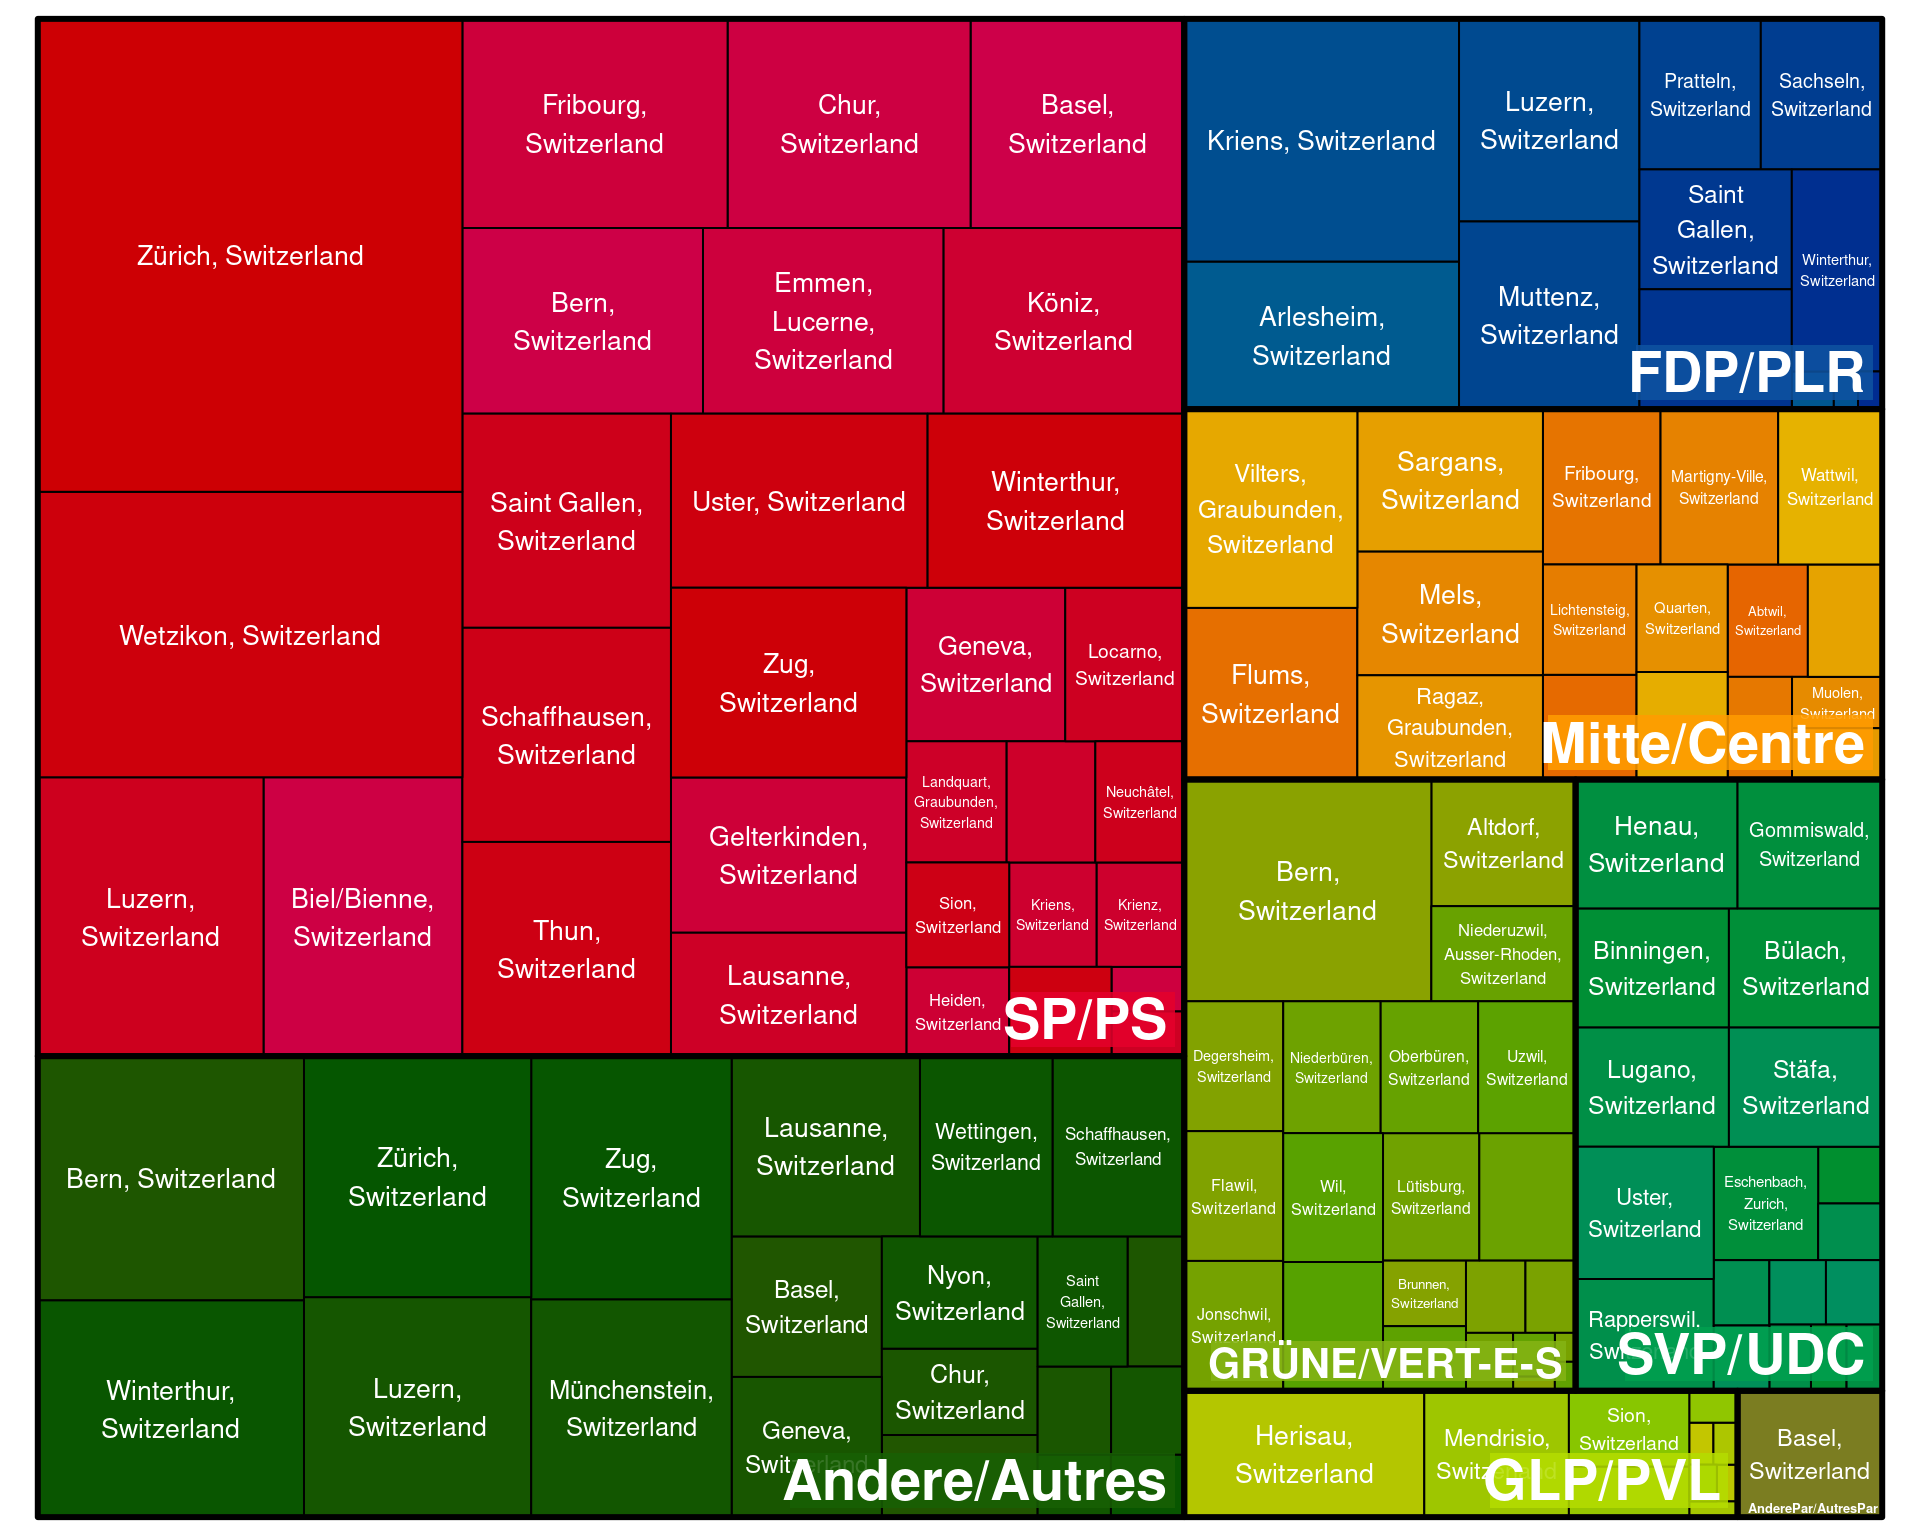 Zürich, Switzerland
Wetzikon, Switzerland
Luzern,
Switzerland
Biel/Bienne,
Switzerland
Fribourg,
Switzerland
Chur,
Switzerland
Basel,
Switzerland
Bern,
Switzerland
Emmen,
Lucerne,
Switzerland
Köniz,
Switzerland
Saint Gallen,
Switzerland
Uster, Switzerland
Winterthur,
Switzerland
Schaffhausen,
Switzerland
Thun,
Switzerland
Zug,
Switzerland
Geneva,
Switzerland
Locarno,
Switzerland
Gelterkinden,
Switzerland
Lausanne,
Switzerland
Landquart,
Graubunden,
Switzerland
Neuchâtel,
Switzerland
Sion,
Switzerland
Kriens,
Switzerland
Krienz,
Switzerland
Heiden,
Switzerland
SP/PS
Kriens, Switzerland
Arlesheim,
Switzerland
Luzern,
Switzerland
Muttenz,
Switzerland
Pratteln,
Switzerland
Sachseln,
Switzerland
Saint
Gallen,
Switzerland
Winterthur,
Switzerland
FDP/PLR
Vilters,
Graubunden,
Switzerland
Flums,
Switzerland
Sargans,
Switzerland
Mels,
Switzerland
Ragaz,
Graubunden,
Switzerland
Fribourg,
Switzerland
Martigny-Ville,
Switzerland
Wattwil,
Switzerland
Lichtensteig,
Switzerland
Quarten,
Switzerland
Abtwil,
Switzerland
Muolen,
Switzerland
Mitte/Centre
Bern,
Switzerland
Altdorf,
Switzerland
Niederuzwil,
Ausser-Rhoden,
Switzerland
Degersheim,
Switzerland
Niederbüren,
Switzerland
Oberbüren,
Switzerland
Uzwil,
Switzerland
Flawil,
Switzerland
Wil,
Switzerland
Lütisburg,
Switzerland
Jonschwil,
Switzerland
Brunnen,
Switzerland
GRÜNE/VERT-E-S
Henau,
Switzerland
Gommiswald,
Switzerland
Binningen,
Switzerland
Bülach,
Switzerland
Lugano,
Switzerland
Stäfa,
Switzerland
Uster,
Switzerland
Eschenbach,
Zurich,
Switzerland
Rapperswil,
Switzerland
SVP/UDC
Bern, Switzerland
Winterthur,
Switzerland
Zürich,
Switzerland
Luzern,
Switzerland
Zug,
Switzerland
Münchenstein,
Switzerland
Lausanne,
Switzerland
Wettingen,
Switzerland
Schaffhausen,
Switzerland
Basel,
Switzerland
Geneva,
Switzerland
Nyon,
Switzerland
Chur,
Switzerland
Saint
Gallen,
Switzerland
Andere/Autres
Herisau,
Switzerland
Mendrisio,
Switzerland
Sion,
Switzerland
GLP/PVL
Basel,
Switzerland
AnderePar/AutresPar